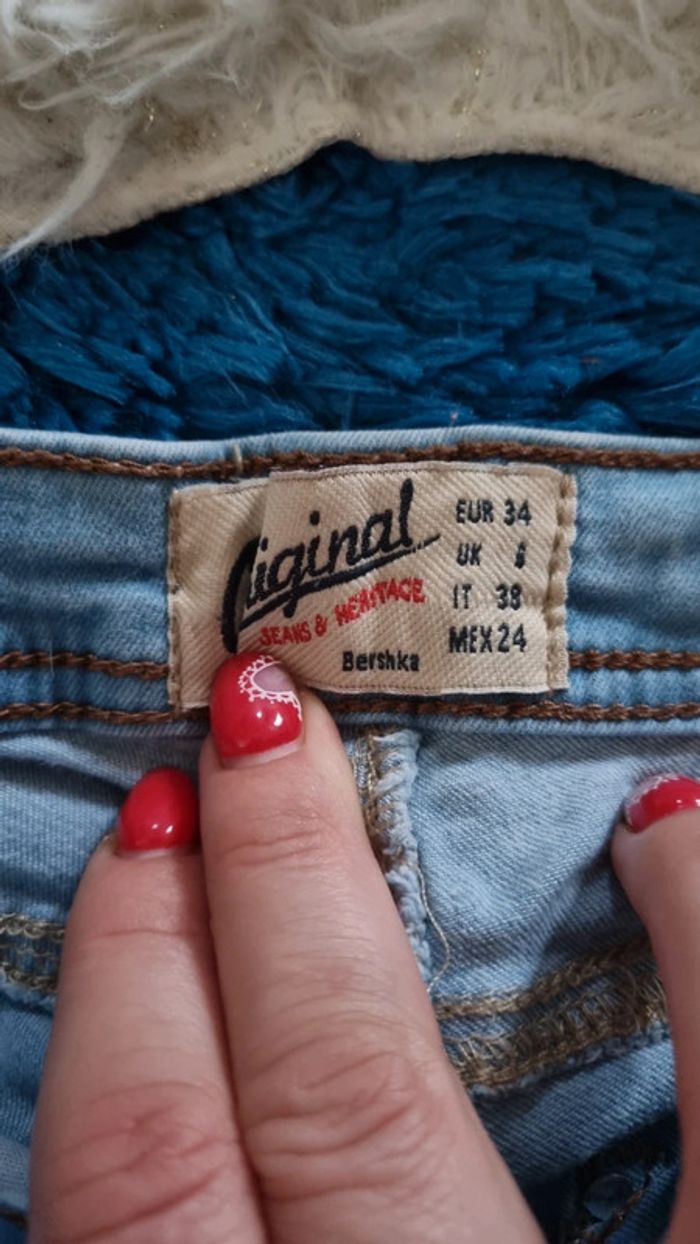 Original
JEANS & HERITAGE
Bershka
EUR 34
UK 6
IT 38
MEX 24